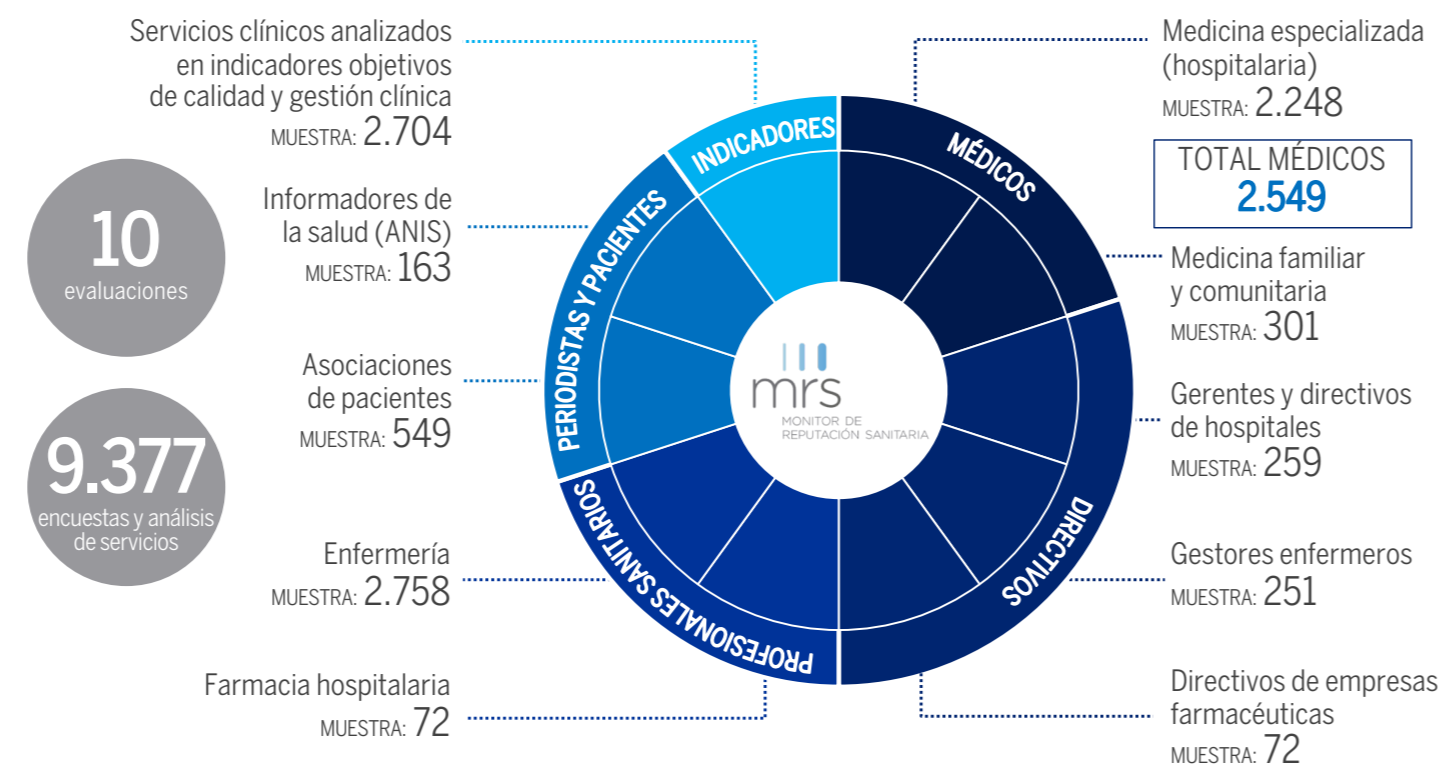 Servicios clínicos analizados
en indicadores objetivos
de calidad y gestión clínica
MUESTRA: 2.704
10
evaluaciones
9.377
encuestas y análisis
de servicios
Informadores de
la salud (ANIS)
MUESTRA: 163
Asociaciones
de pacientes
MUESTRA: 549
Enfermería
MUESTRA: 2.758
Farmacia hospitalaria
MUESTRA: 72
INDICADORES
MÉDICOS
PERIODISTAS Y PACIENTES
DIRECTIVOS
PROFESIONALES SANITARIOS
mrs
MONITOR DE
REPUTACIÓN SANITARIA
Medicina especializada
(hospitalaria)
MUESTRA: 2.248
TOTAL MÉDICOS
2.549
Medicina familiar
y comunitaria
MUESTRA: 301
Gerentes y directivos
de hospitales
MUESTRA: 259
Gestores enfermeros
MUESTRA: 251
Directivos de empresas
farmacéuticas
MUESTRA: 72